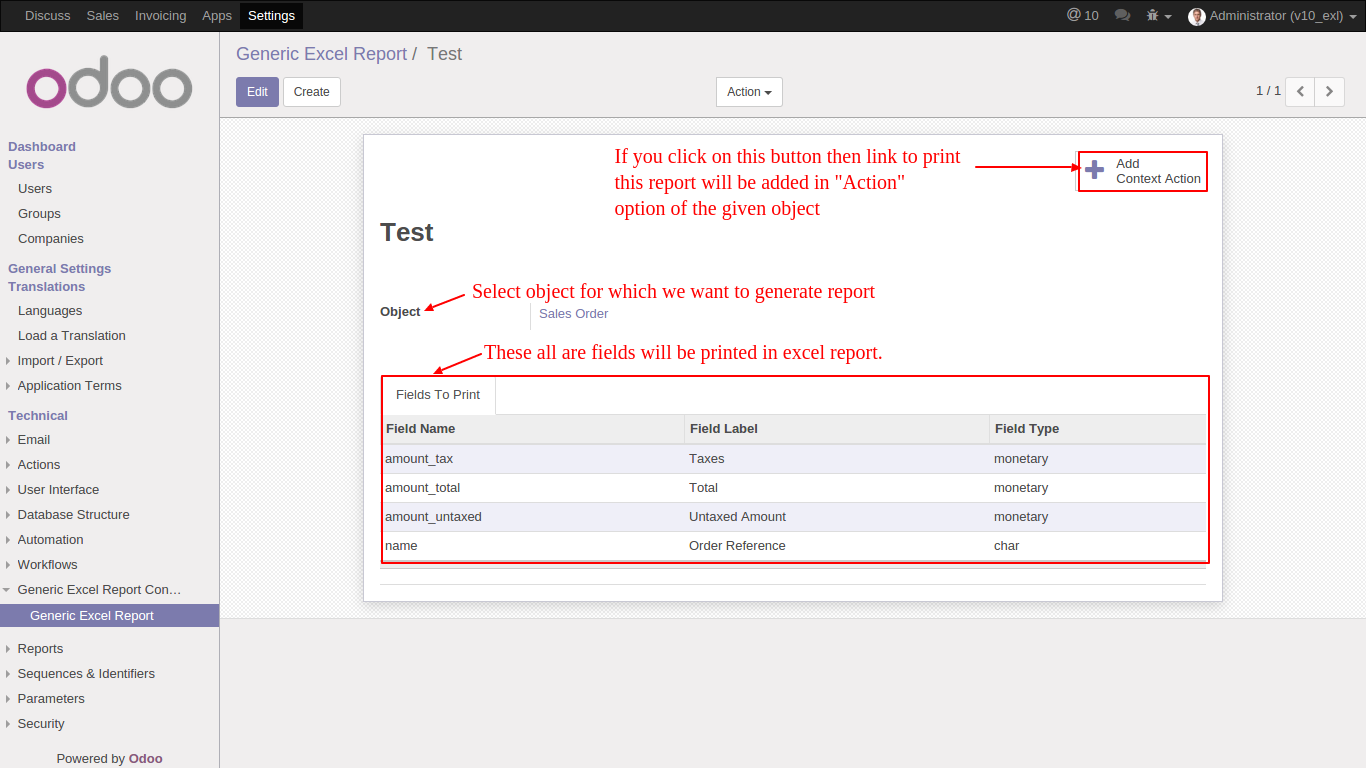 Discuss Sales Invoicing Apps Settings
@ 10
Administrator (v10_exl)
odoo
Generic Excel Report / Test
Edit Create
Action
1 / 1
Dashboard
Users
Users
Groups
Companies
General Settings
Translations
Languages
Load a Translation
Import / Export
Application Terms
Technical
Email
Actions
User Interface
Database Structure
Automation
Workflows
Generic Excel Report Con…
Generic Excel Report
Reports
Sequences & Identifiers
Parameters
Security
Powered by Odoo
If you click on this button then link to print
this report will be added in "Action"
option of the given object
Add
Context Action
Test
Select object for which we want to generate report
Object
Sales Order
These all are fields will be printed in excel report.
Fields To Print
Field Name Field Label Field Type
amount_tax Taxes monetary
amount_total Total monetary
amount_untaxed Untaxed Amount monetary
name Order Reference char